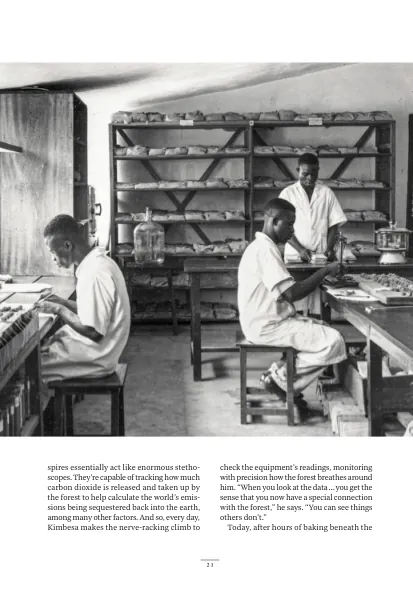 spires essentially act like enormous stetho-
scopes. They're capable of tracking how much
carbon dioxide is released and taken up by
the forest to help calculate the world's emis-
sions being sequestered back into the earth,
among many other factors. And so, every day,
Kimbesa makes the nerve-racking climb to
check the equipment's readings, monitoring
with precision how the forest breathes around
him. "When you look at the data ... you get the
sense that you now have a special connection
with the forest," he says. "You can see things
others don't."
Today, after hours of baking beneath the
21